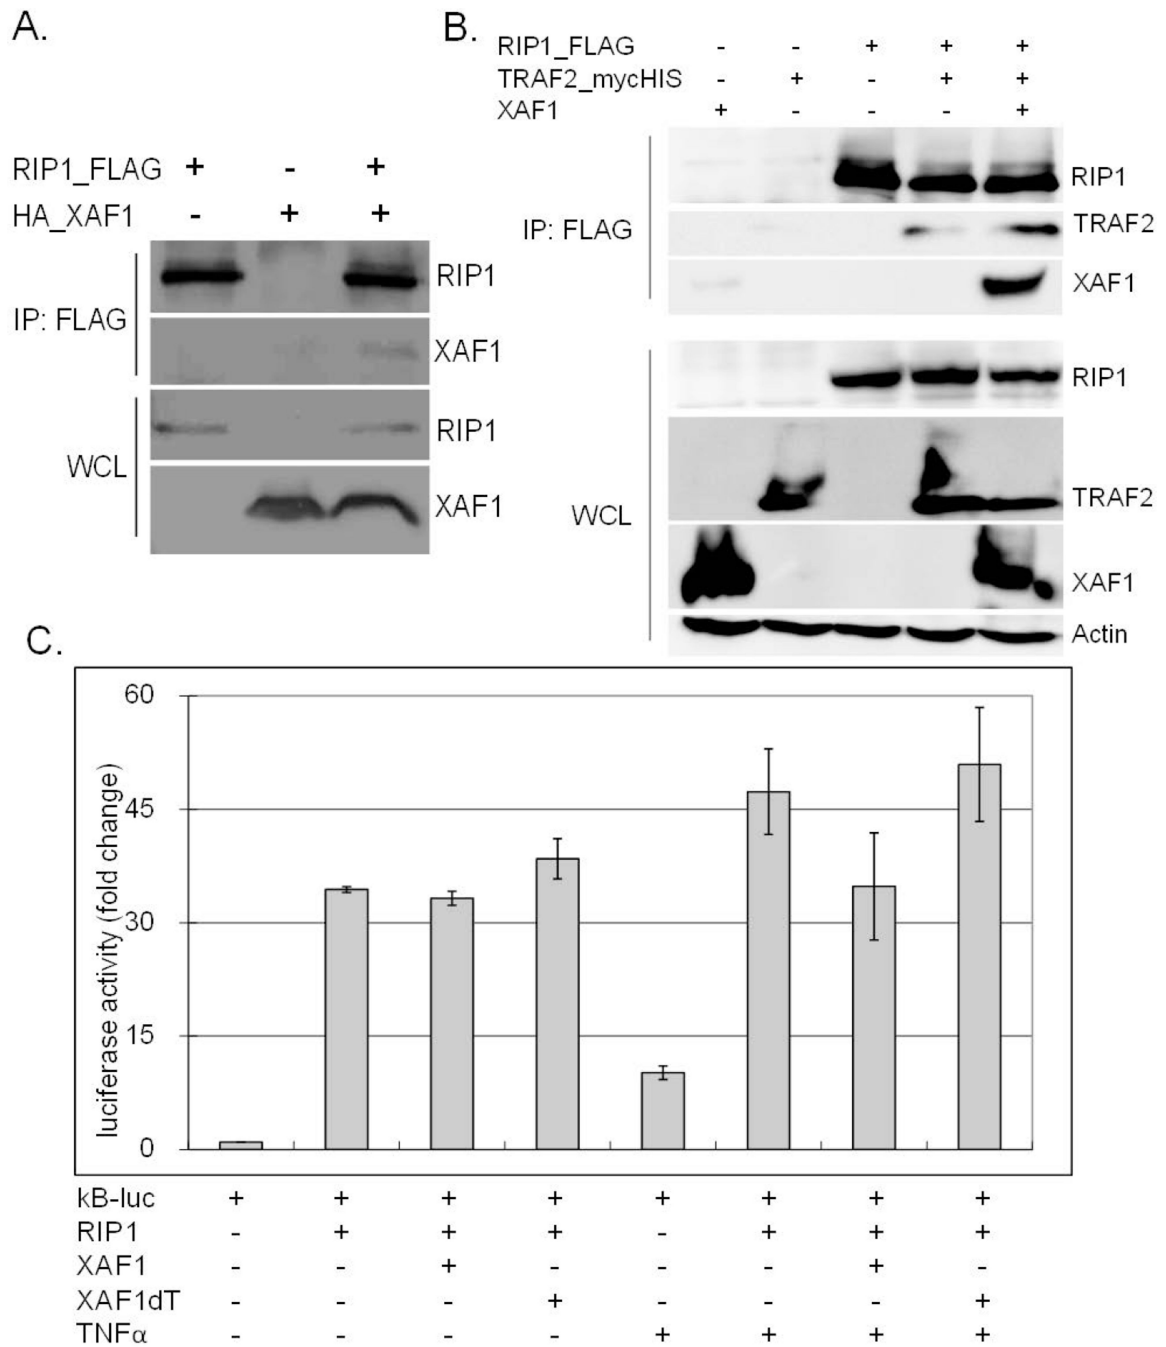 A.
RIP1_FLAG + - +
HA_XAF1 - + +
IP: FLAG
RIP1
XAF1
WCL
RIP1
XAF1
B.
RIP1_FLAG - - + + +
TRAF2_mycHIS - + - + +
XAF1 + - - - +
IP: FLAG
RIP1
TRAF2
XAF1
WCL
RIP1
TRAF2
XAF1
Actin
C.
luciferase activity (fold change)
60
45
30
15
0
kB-luc + + + + + + + +
RIP1 - + + + - + + +
XAF1 - - + - - - + -
XAF1dT - - - + - - - +
TNFα - - - - + + + +